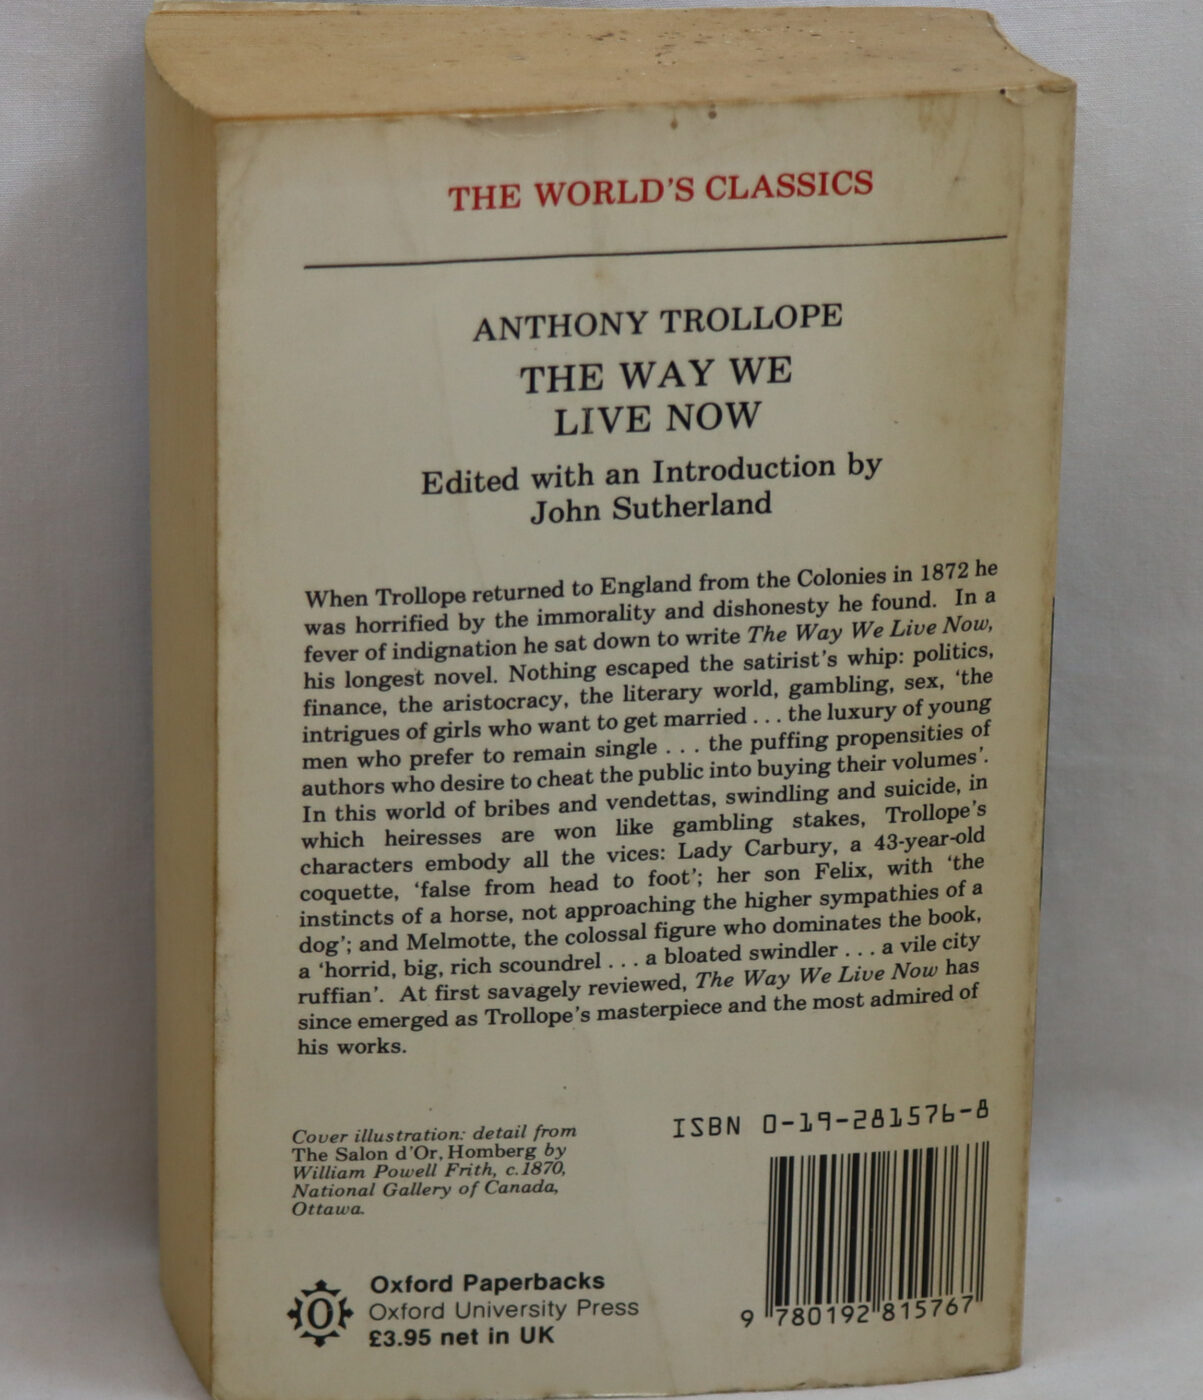 THE WORLD'S CLASSICS
ANTHONY TROLLOPE
THE WAY WE
LIVE NOW
Edited with an Introduction by
John Sutherland
When Trollope returned to England from the Colonies in 1872 he
was horrified by the immorality and dishonesty he found. In a
fever of indignation he sat down to write The Way We Live Now,
his longest novel. Nothing escaped the satirist's whip: politics,
finance, the aristocracy, the literary world, gambling, sex, 'the
intrigues of girls who want to get married . . . the luxury of young
men who prefer to remain single . . . the puffing propensities of
authors who desire to cheat the public into buying their volumes'.
In this world of bribes and vendettas, swindling and suicide, in
which heiresses are won like gambling stakes, Trollope's
characters embody all the vices: Lady Carbury, a 43-year-old
coquette, 'false from head to foot'; her son Felix, with 'the
instincts of a horse, not approaching the higher sympathies of a
dog'; and Melmotte, the colossal figure who dominates the book,
a 'horrid, big, rich scoundrel . . . a bloated swindler . . . a vile city
ruffian'. At first savagely reviewed, The Way We Live Now has
since emerged as Trollope's masterpiece and the most admired of
his works.
Cover illustration: detail from
The Salon d'Or, Homberg by
William Powell Frith, c.1870,
National Gallery of Canada,
Ottawa.
ISBN 0-19-281576-8
9 780192 815767
O
Oxford Paperbacks
Oxford University Press
£3.95 net in UK